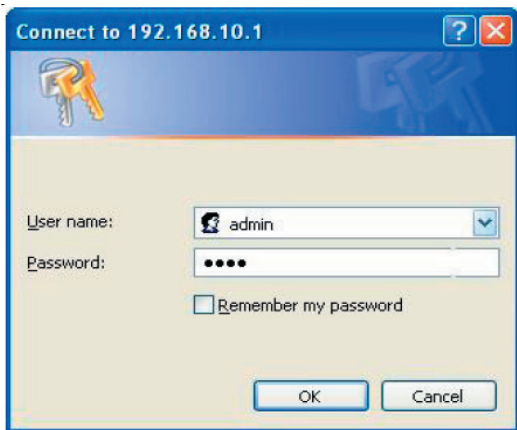 Connect to 192.168.10.1
User name:
admin
Password:
••••
Remember my password
OK
Cancel